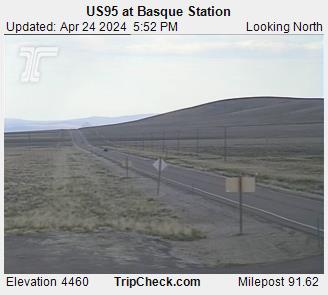 US95 at Basque Station
Updated: Apr 24 2024 5:52 PM Looking North
Elevation 4460 TripCheck.com Milepost 91.62